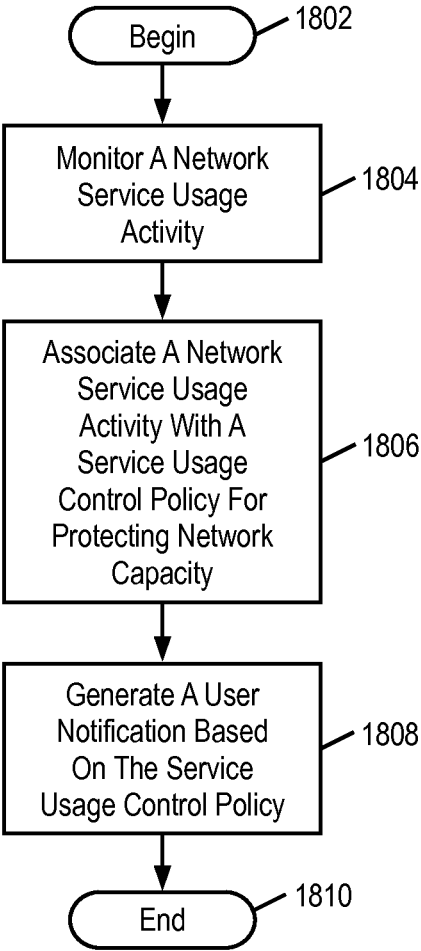 Begin
1802
Monitor A Network
Service Usage
Activity
1804
Associate A Network
Service Usage
Activity With A
Service Usage
Control Policy For
Protecting Network
Capacity
1806
Generate A User
Notification Based
On The Service
Usage Control Policy
1808
End
1810